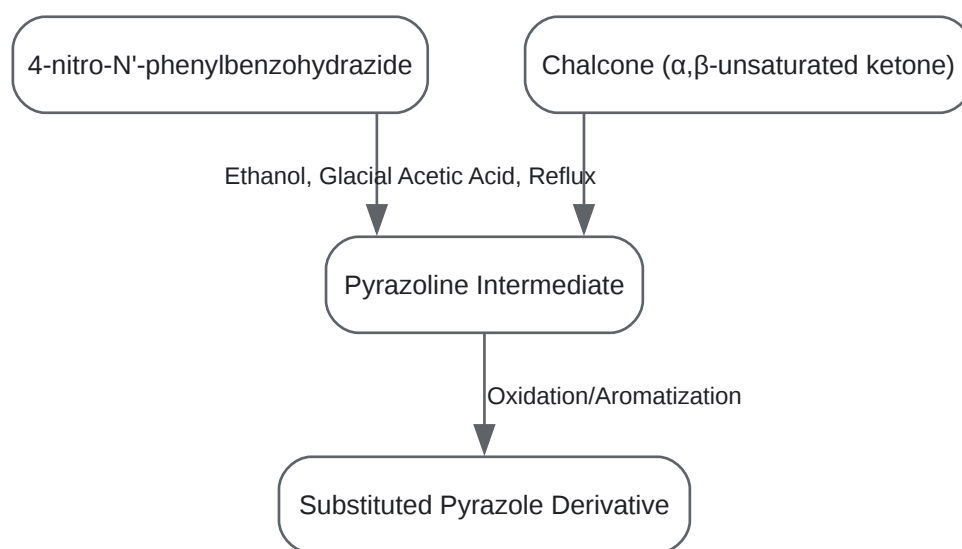 4-nitro-N'-phenylbenzohydrazide
Chalcone (α,β-unsaturated ketone)
Ethanol, Glacial Acetic Acid, Reflux
Pyrazoline Intermediate
Oxidation/Aromatization
Substituted Pyrazole Derivative